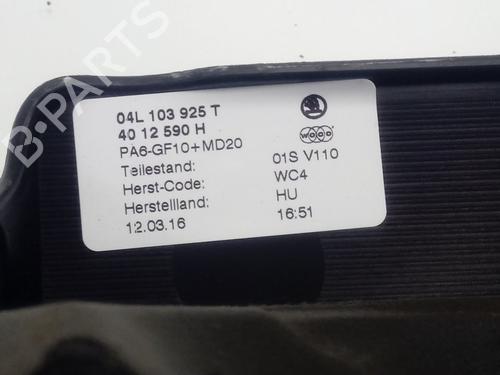 B-PARTS
04L 103 925 T
40 12 590 H
PA6-GF10+MD20
Teilestand: 01S V110
Herst-Code: WC4
Herstellland: HU
12.03.16 16:51